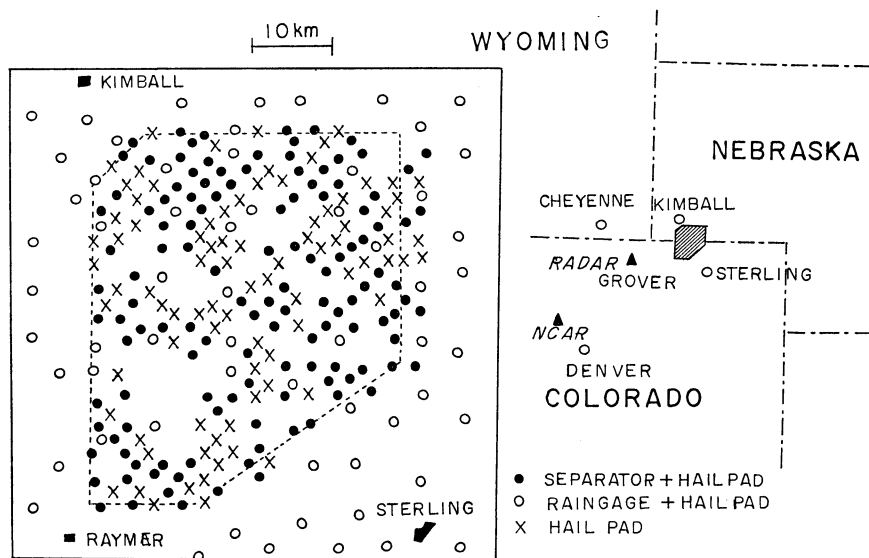 10 km
WYOMING
KIMBALL
NEBRASKA
CHEYENNE
KIMBALL
RADAR
GROVER
STERLING
NCAR
DENVER
COLORADO
SEPARATOR + HAIL PAD
RAINGAGE + HAIL PAD
X HAIL PAD
STERLING
RAYMER